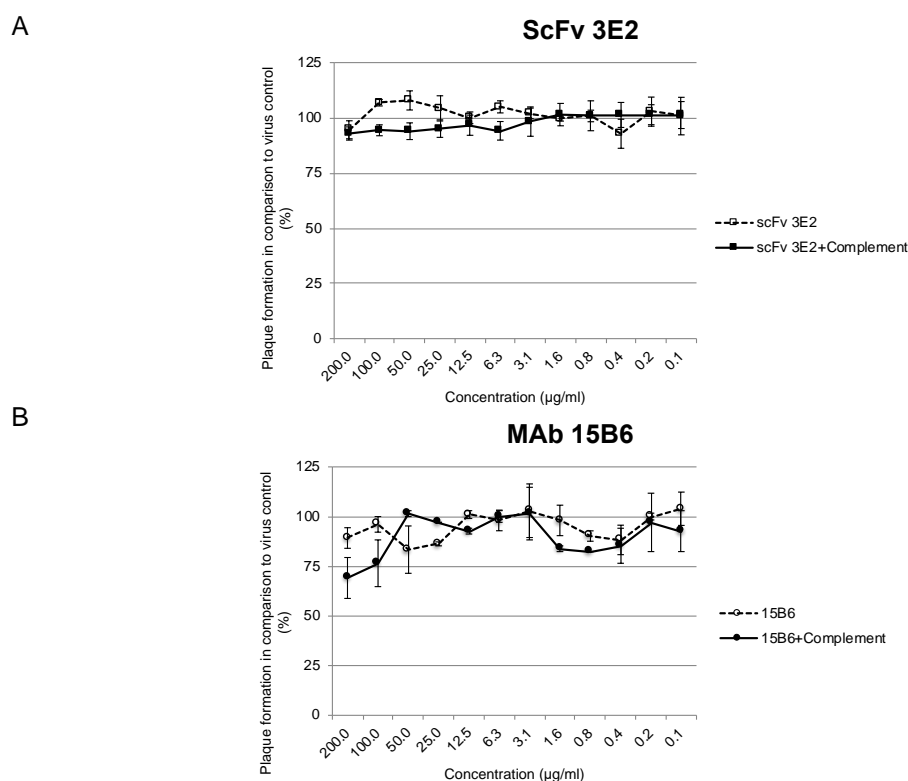 A
ScFv 3E2
125
100
75
50
25
0
Plaque formation in comparison to virus control
(%)
200.0 100.0 50.0 25.0 12.5 6.3 3.1 1.6 0.8 0.4 0.2 0.1
Concentration (µg/ml)
scFv 3E2
scFv 3E2+Complement
B
MAb 15B6
125
100
75
50
25
0
Plaque formation in comparison to virus control
(%)
200.0 100.0 50.0 25.0 12.5 6.3 3.1 1.6 0.8 0.4 0.2 0.1
Concentration (µg/ml)
15B6
15B6+Complement